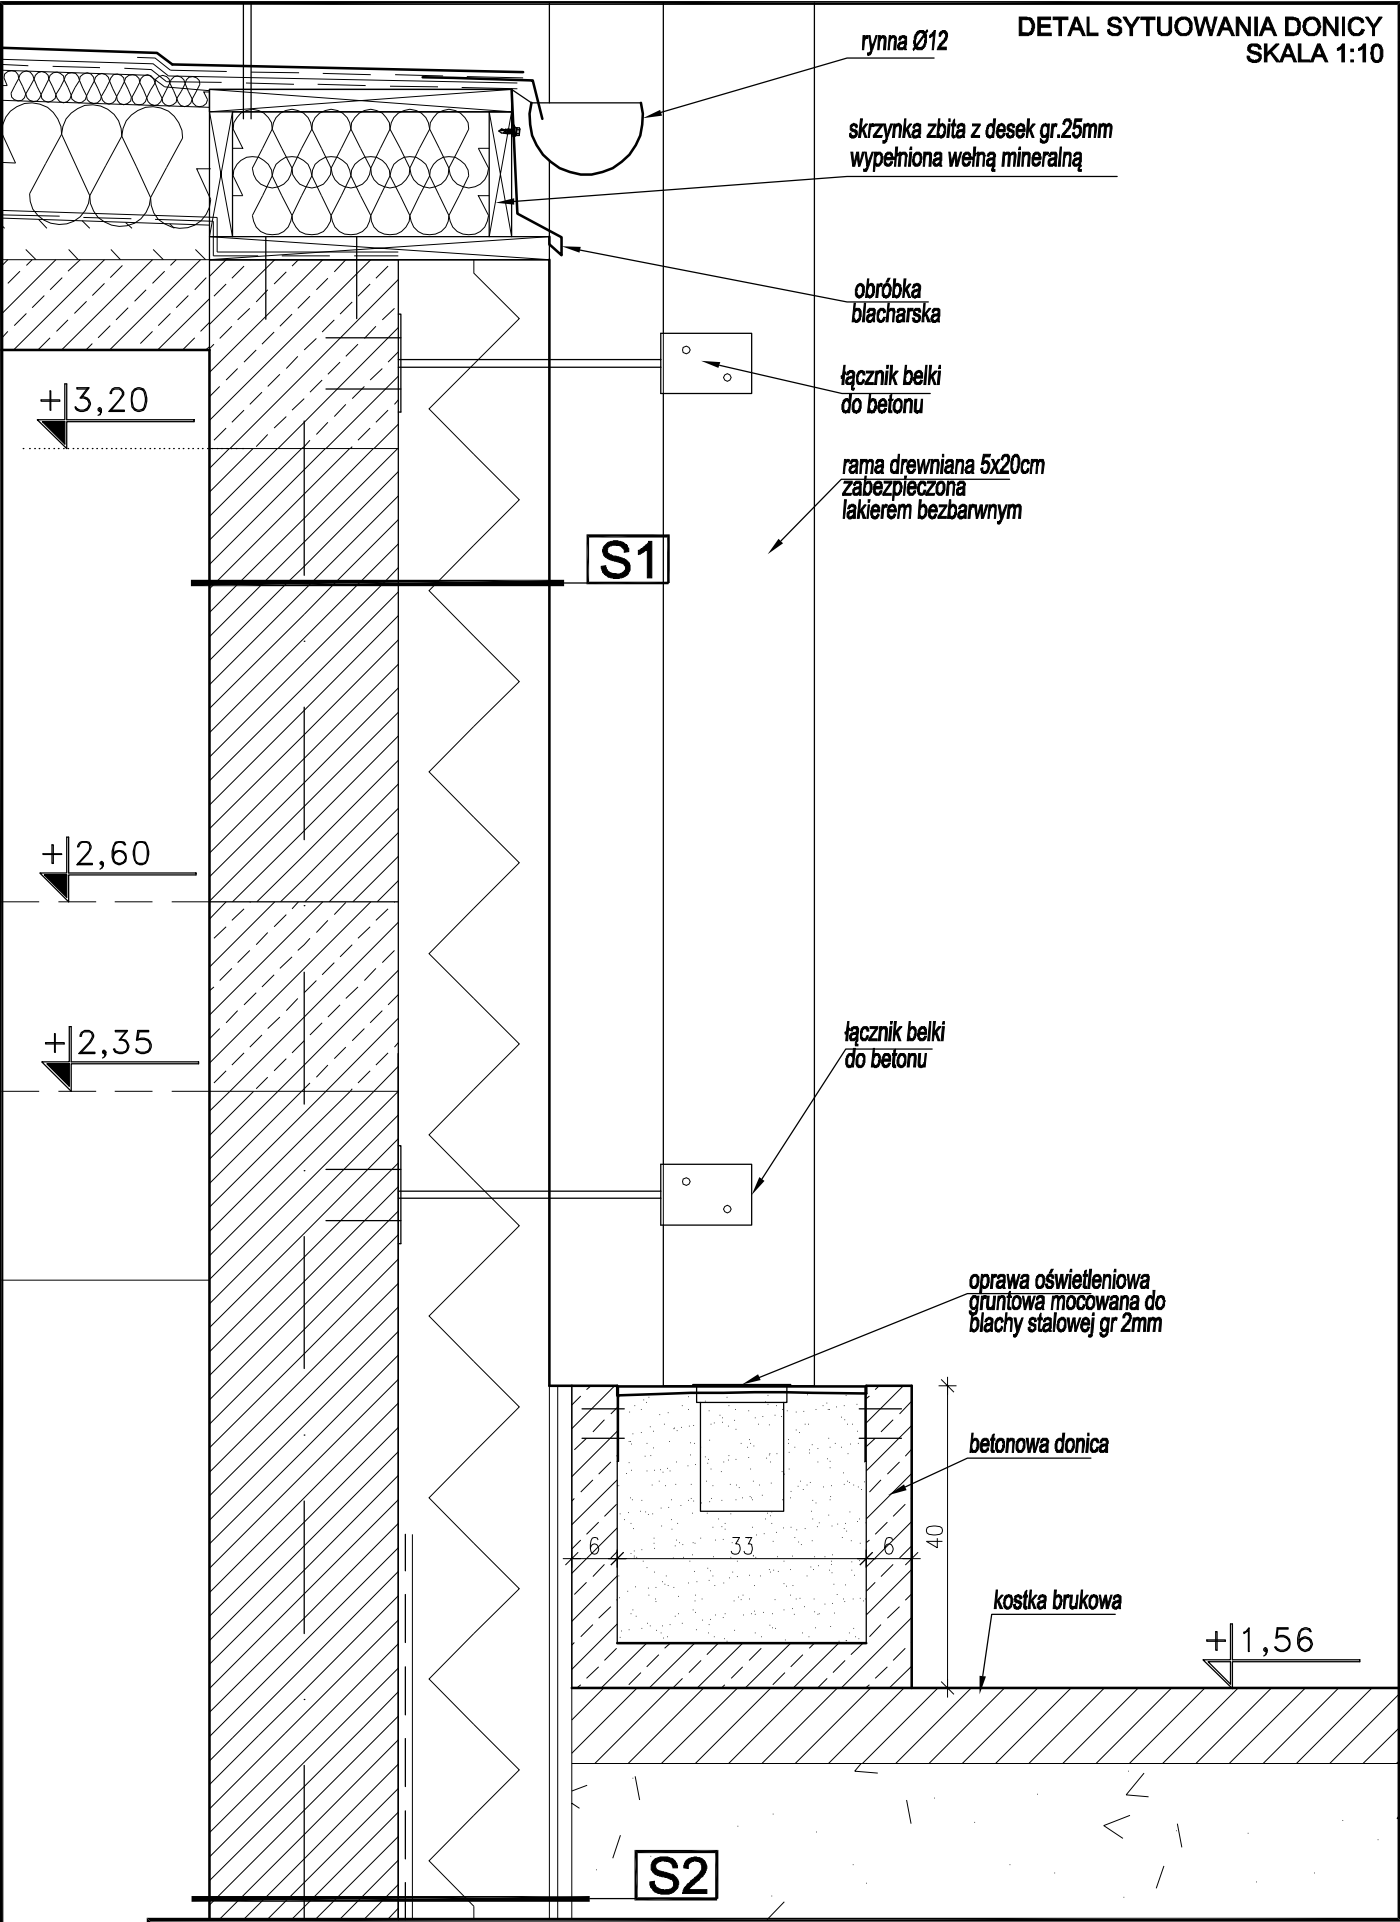 DETAL SYTUOWANIA DONICY
SKALA 1:10
rynna Ø12
skrzynka zbita z desek gr.25mm
wypełniona wełną mineralną
obróbka
blacharska
łącznik belki
do betonu
+3,20
rama drewniana 5x20cm
zabezpieczona
lakierem bezbarwnym
S1
+2,60
+2,35
łącznik belki
do betonu
oprawa oświetleniowa
gruntowa mocowana do
blachy stalowej gr 2mm
betonowa donica
6
33
6
40
kostka brukowa
+1,56
S2